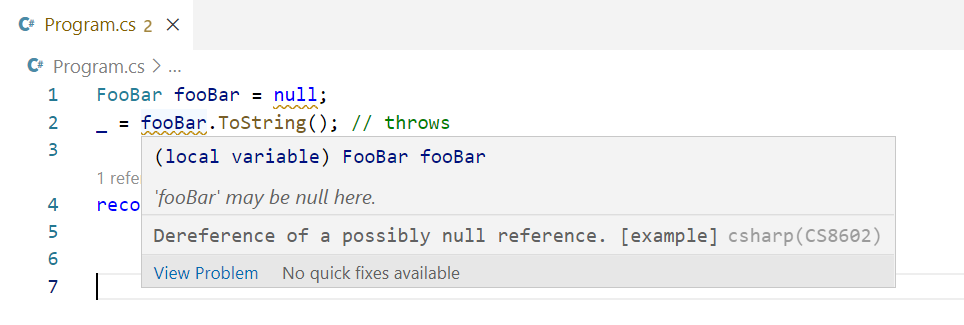 C# Program.cs 2 ×
C# Program.cs > ...
1 FooBar fooBar = null;
2 _ = fooBar.ToString(); // throws
3
(local variable) FooBar fooBar
1 refe
'fooBar' may be null here.
4 reco
5
Dereference of a possibly null reference. [example] csharp(CS8602)
6
View Problem No quick fixes available
7